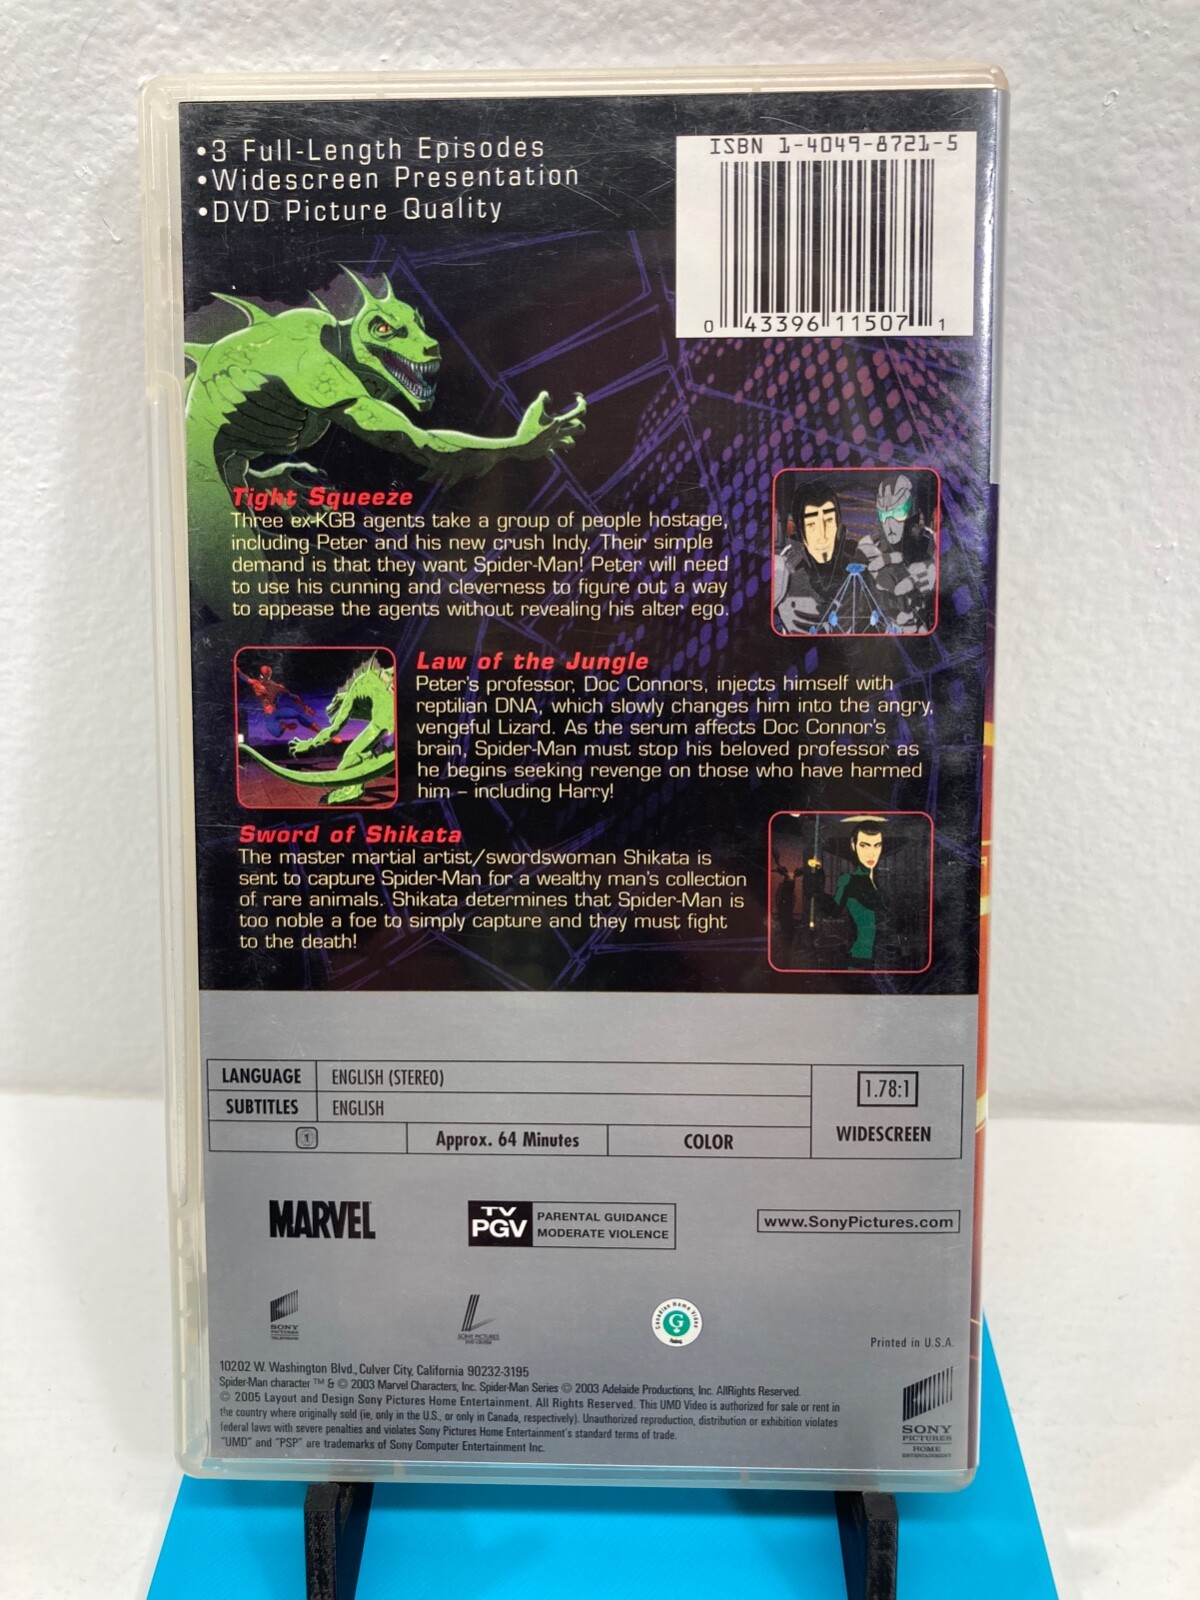 •3 Full-Length Episodes
•Widescreen Presentation
•DVD Picture Quality
ISBN 1-4049-8721-5
0 43396 11507 1
Tight Squeeze
Three ex-KGB agents take a group of people hostage,
including Peter and his new crush Indy. Their simple
demand is that they want Spider-Man! Peter will need
to use his cunning and cleverness to figure out a way
to appease the agents without revealing his alter ego.
Law of the Jungle
Peter's professor, Doc Connors, injects himself with
reptilian DNA, which slowly changes him into the angry,
vengeful Lizard. As the serum affects Doc Connor's
brain, Spider-Man must stop his beloved professor as
he begins seeking revenge on those who have harmed
him – including Harry!
Sword of Shikata
The master martial artist/swordswoman Shikata is
sent to capture Spider-Man for a wealthy man's collection
of rare animals. Shikata determines that Spider-Man is
too noble a foe to simply capture and they must fight
to the death!
LANGUAGE ENGLISH (STEREO)
SUBTITLES ENGLISH
1 Approx. 64 Minutes COLOR
1.78:1
WIDESCREEN
MARVEL
TV
PGV
PARENTAL GUIDANCE
MODERATE VIOLENCE
www.SonyPictures.com
SONY
PICTURES
TELEVISION
SONY PICTURES
DVD CENTER
Canadian Home Video
G
Rated
Printed in U.S.A.
10202 W. Washington Blvd., Culver City, California 90232-3195
Spider-Man character ™ & © 2003 Marvel Characters, Inc. Spider-Man Series © 2003 Adelaide Productions, Inc. AllRights Reserved.
© 2005 Layout and Design Sony Pictures Home Entertainment. All Rights Reserved. This UMD Video is authorized for sale or rent in
the country where originally sold (ie, only in the U.S., or only in Canada, respectively). Unauthorized reproduction, distribution or exhibition violates
federal laws with severe penalties and violates Sony Pictures Home Entertainment's standard terms of trade.
"UMD" and "PSP" are trademarks of Sony Computer Entertainment Inc.
SONY
PICTURES
HOME
ENTERTAINMENT